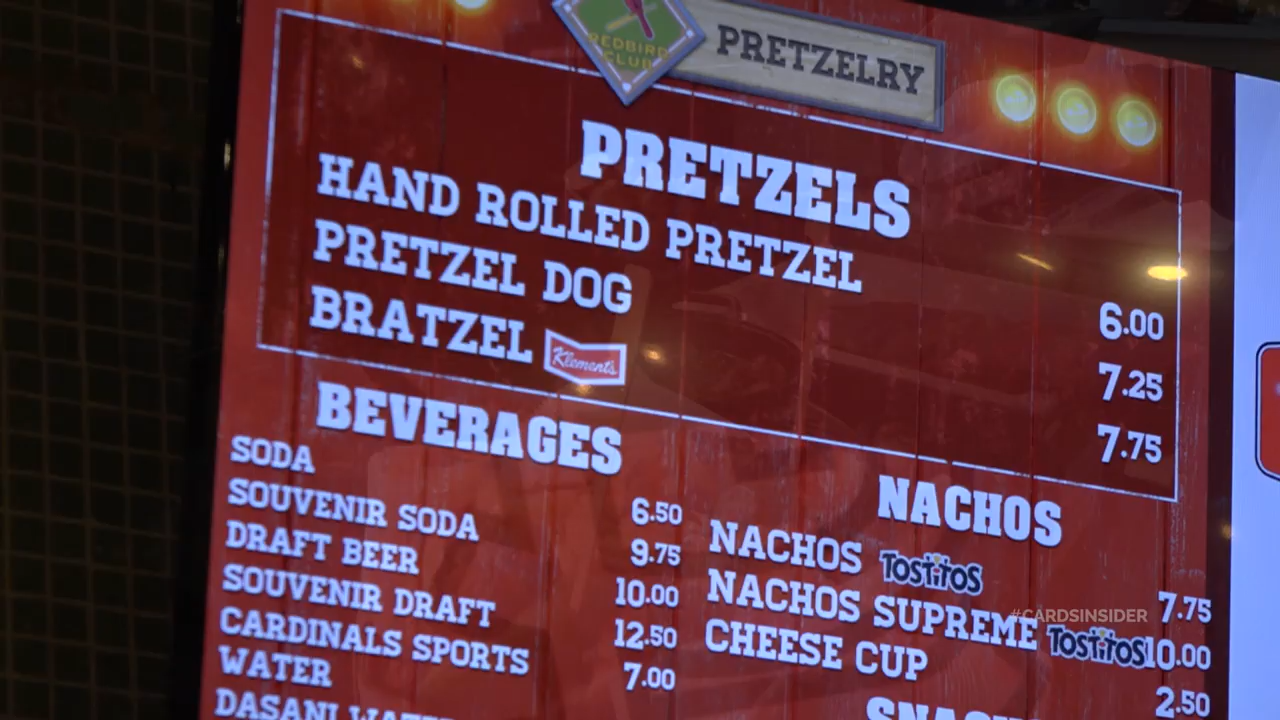 REDBIRD
CLUB
PRETZELRY
PRETZELS
HAND ROLLED PRETZEL 6.00
PRETZEL DOG 7.25
BRATZEL Klement's 7.75
BEVERAGES
SODA 6.50
SOUVENIR SODA 9.75
DRAFT BEER 10.00
SOUVENIR DRAFT 12.50
CARDINALS SPORTS 7.00
WATER
DASANI
NACHOS
NACHOS TOSTITOS 7.75
NACHOS SUPREME TOSTITOS 10.00
CHEESE CUP 2.50
#CARDSINSIDER